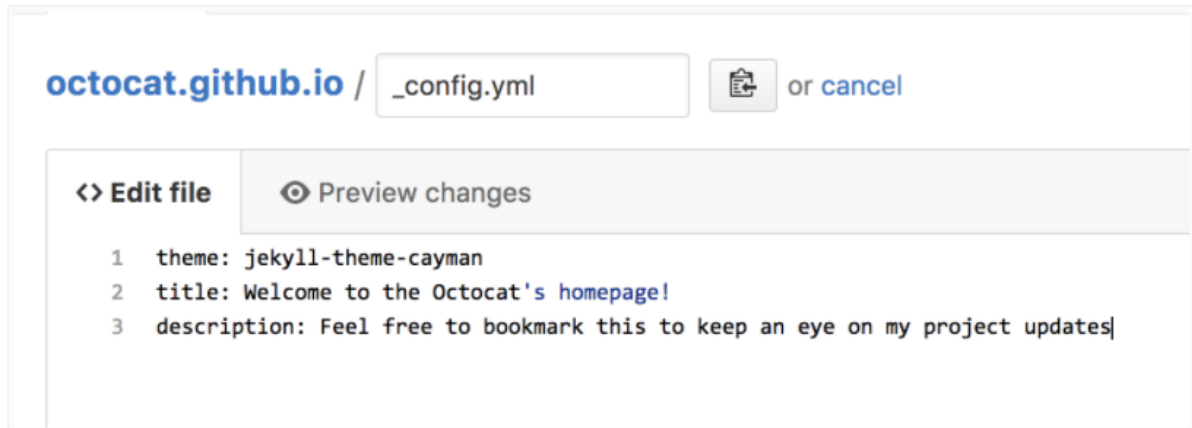 octocat.github.io / _config.yml or cancel
<> Edit file Preview changes
1 theme: jekyll-theme-cayman
2 title: Welcome to the Octocat's homepage!
3 description: Feel free to bookmark this to keep an eye on my project updates